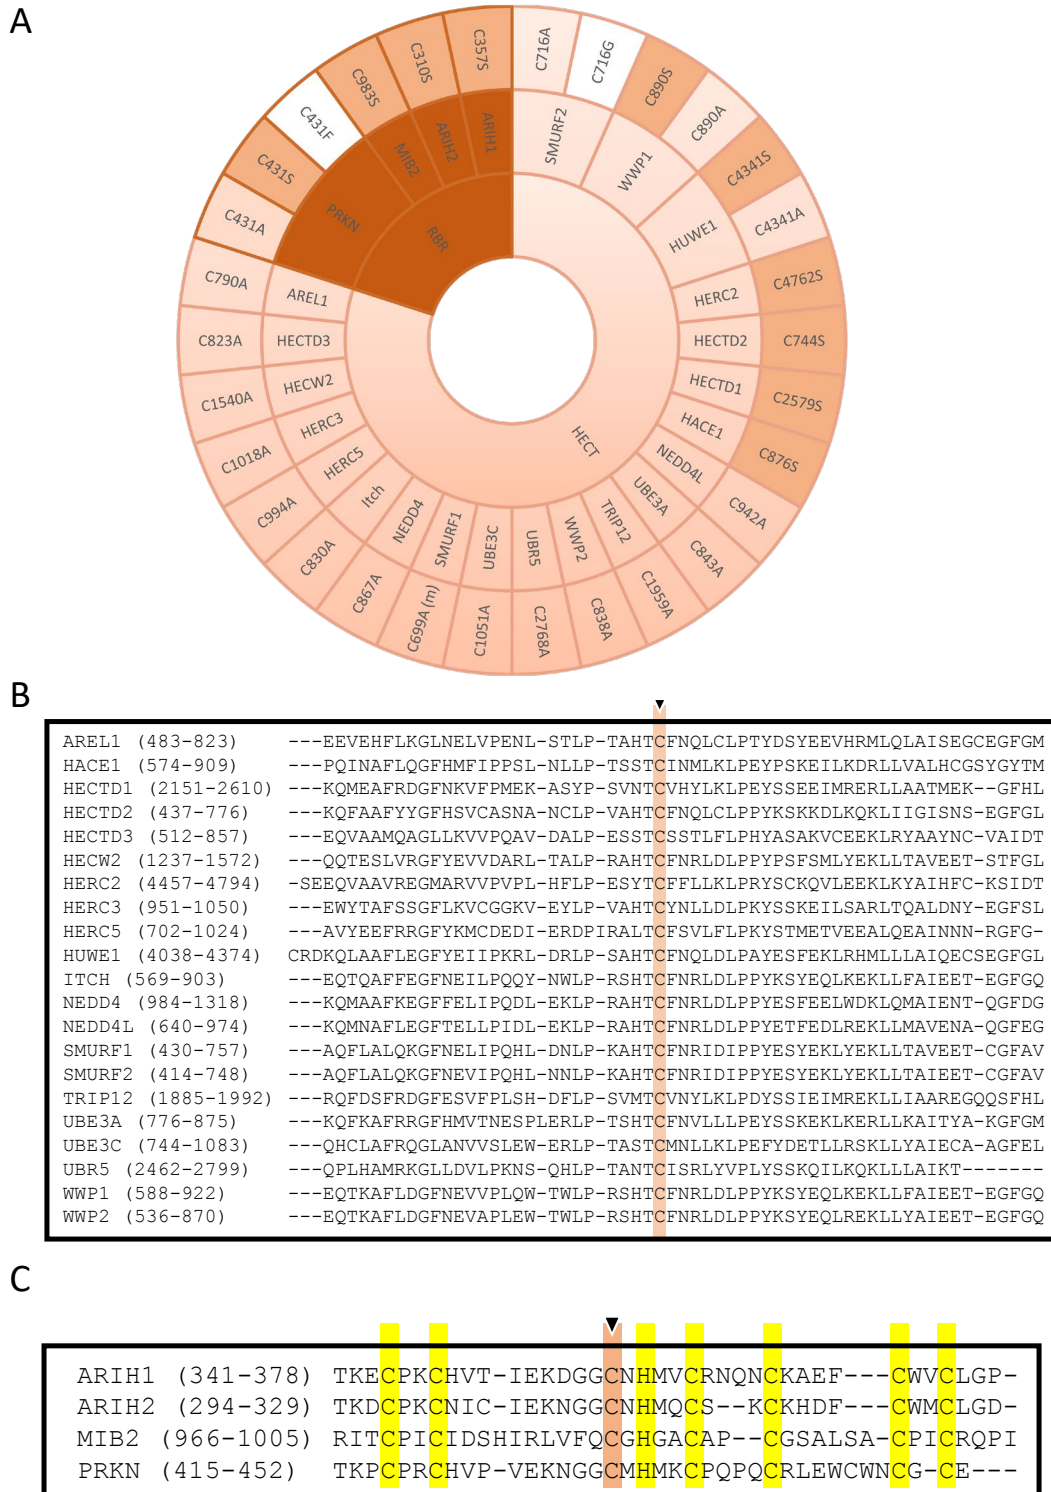 A
C716A
C716G
C890S
C890A
C4341S
C4341A
C4762S
C744S
C2579S
C876S
C942A
C843A
C1959A
C838A
C2768A
C1051A
C699A (m)
C867A
C830A
C994A
C1018A
C1540A
C823A
C790A
C431A
C431S
C431F
C983S
C310S
C357S
SMURF2
WWP1
HUWE1
HERC2
HECTD2
HECTD1
HACE1
NEDD4L
UBE3A
TRIP12
WWP2
UBR5
UBE3C
SMURF1
NEDD4
Itch
HERC5
HERC3
HECW2
HECTD3
AREL1
PRKN
MIB2
ARIH2
ARIH1
HECT
RBR
B
AREL1 (483-823) ---EEVEHFLKGLNELVPENL-STLP-TAHTCFNQLCLPTYDSYEEVHRMLQLAISEGCEGFGM
HACE1 (574-909) ---PQINAFLQGFHMFIPPSL-NLLP-TSSTCINMLKLPEYPSKEILKDRLLVALHCGSYGYTM
HECTD1 (2151-2610) ---KQMEAFRDGFNKVFPMEK-ASYP-SVNTCVHYLKLPEYSSEEIMRERLLAATMEK--GFHL
HECTD2 (437-776) ---KQFAAFYYGFHSVCASNA-NCLP-VAHTCFNQLCLPPYKSKKDLKQKLIIGISNS-EGFGL
HECTD3 (512-857) ---EQVAAMQAGLLKVVPQAV-DALP-ESSTCSSTLFLPHYASAKVCEEKLRYAAYNC-VAIDT
HECW2 (1237-1572) ---QQTESLVRGFYEVVDARL-TALP-RAHTCFNRLDLPPYPSFSMLYEKLLTAVEET-STFGL
HERC2 (4457-4794) -SEEQVAAVREGMARVVPVPL-HFLP-ESYTCFFLLKLPRYSCKQVLEEKLKYAIHFC-KSIDT
HERC3 (951-1050) ---EWYTAFSSGFLKVCGGKV-EYLP-VAHTCYNLLDLPKYSSKEILSARLTQALDNY-EGFSL
HERC5 (702-1024) ---AVYEEFRRGFYKMCDEDI-ERDPIRALTCFSVLFLPKYSTMETVEEALQEAINNN-RGFG-
HUWE1 (4038-4374) CRDKQLAAFLEGFYEIIPKRL-DRLP-SAHTCFNQLDLPAYESFEKLRHMLLLAIQECSEGFGL
ITCH (569-903) ---EQTQAFFEGFNEILPQQY-NWLP-RSHTCFNRLDLPPYKSYEQLKEKLLFAIEET-EGFGQ
NEDD4 (984-1318) ---KQMAAFKEGFFELIPQDL-EKLP-RAHTCFNRLDLPPYESFEELWDKLQMAIENT-QGFDG
NEDD4L (640-974) ---KQMNAFLEGFTELLPIDL-EKLP-RAHTCFNRLDLPPYETFEDLREKLLMAVENA-QGFEG
SMURF1 (430-757) ---AQFLALQKGFNELIPQHL-DNLP-KAHTCFNRIDIPPYESYEKLYEKLLTAVEET-CGFAV
SMURF2 (414-748) ---AQFLALQKGFNEVIPQHL-NNLP-KAHTCFNRIDIPPYESYEKLYEKLLTAIEET-CGFAV
TRIP12 (1885-1992) ---RQFDSFRDGFESVFPLSH-DFLP-SVMTCVNYLKLPDYSSIEIMREKLLIAAREGQQSFHL
UBE3A (776-875) ---KQFKAFRRGFHMVTNESPLERLP-TSHTCFNVLLLPEYSSKEKLKERLLKAITYA-KGFGM
UBE3C (744-1083) ---QHCLAFRQGLANVVSLEW-ERLP-TASTCMNLLKLPEFYDETLLRSKLLYAIECA-AGFEL
UBR5 (2462-2799) ---QPLHAMRKGLLDVLPKNS-QHLP-TANTCISRLYVPLYSSKQILKQKLLLAIKT-------
WWP1 (588-922) ---EQTKAFLDGFNEVVPLQW-TWLP-RSHTCFNRLDLPPYKSYEQLKEKLLFAIEET-EGFGQ
WWP2 (536-870) ---EQTKAFLDGFNEVAPLEW-TWLP-RSHTCFNRLDLPPYKSYEQLREKLLYAIEET-EGFGQ
C
ARIH1 (341-378) TKECPKCHVT-IEKDGGCNHMVCRNQNCKAEF---CWVCLGP-
ARIH2 (294-329) TKDCPKCNIC-IEKNGGCNHMQCS--KCKHDF---CWMCLGD-
MIB2 (966-1005) RITCPICIDSHIRLVFQCGHGACAP--CGSALSA-CPICRQPI
PRKN (415-452) TKPCPRCHVP-VEKNGGCMHMKCPQPQCRLEWCWNCG-CE---